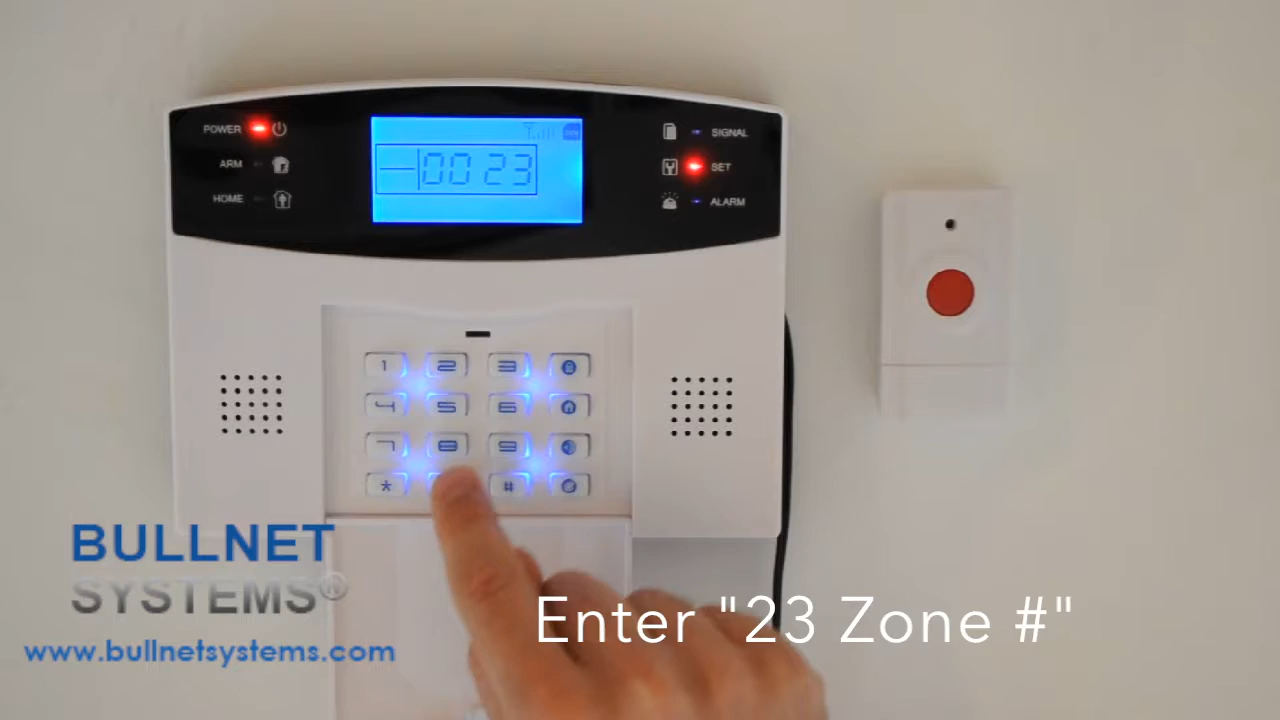 POWER
ARM
HOME
0023
SIGNAL
SET
ALARM
1 2 3
4 5 6
7 8 9
* #
BULLNET
SYSTEMS®
www.bullnetsystems.com
Enter "23 Zone #"